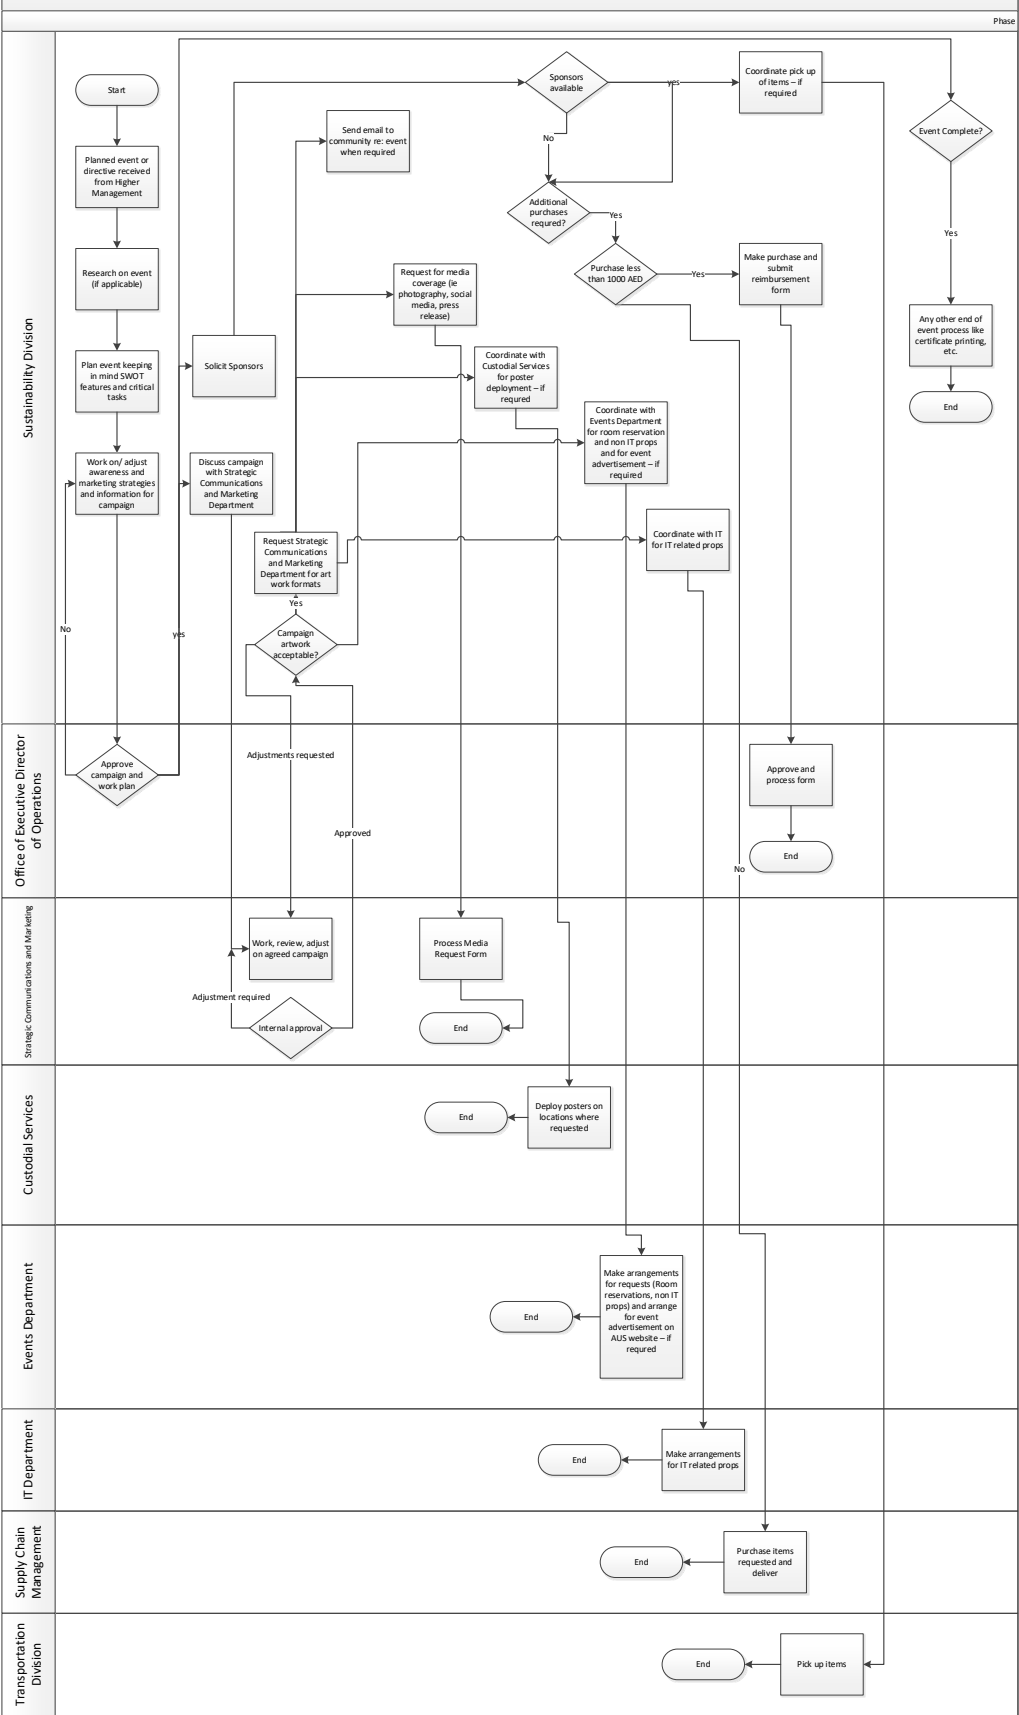 Phase
Sustainability Division
Start
Planned event or
directive received
from Higher
Management
Research on event
(if applicable)
Plan event keeping
in mind SWOT
features and critical
tasks
Work on/ adjust
awareness and
marketing strategies
and information for
campaign
No
yes
Solicit Sponsors
Discuss campaign
with Strategic
Communications
and Marketing
Department
Request Strategic
Communications
and Marketing
Department for art
work formats
Yes
Campaign
artwork
acceptable?
Send email to
community re: event
when required
Request for media
coverage (ie
photography, social
media, press
release)
Coordinate with
Custodial Services
for poster
deployment – if
requred
Coordinate with
Events Department
for room reservation
and non IT props
and for event
advertisement – if
required
Coordinate with IT
for IT related props
Sponsors
available
yes
No
Coordinate pick up
of items – if
required
Additional
purchases
requred?
Yes
Purchase less
than 1000 AED
Yes
Make purchase and
submit
reimbursement
form
Event Complete?
Yes
Any other end of
event process like
certificate printing,
etc.
End
Office of Executive Director
of Operations
Approve
campaign and
work plan
Adjustments requested
Approved
Approve and
process form
End
No
Strategic Communications and Marketing
Work, review, adjust
on agreed campaign
Adjustment required
Internal approval
Process Media
Request Form
End
Custodial Services
Deploy posters on
locations where
requested
End
Events Department
Make arrangements
for requests (Room
reservations, non IT
props) and arrange
for event
advertisement on
AUS website – if
requred
End
IT Department
Make arrangements
for IT related props
End
Supply Chain
Management
Purchase items
requested and
deliver
End
Transportation
Division
Pick up items
End